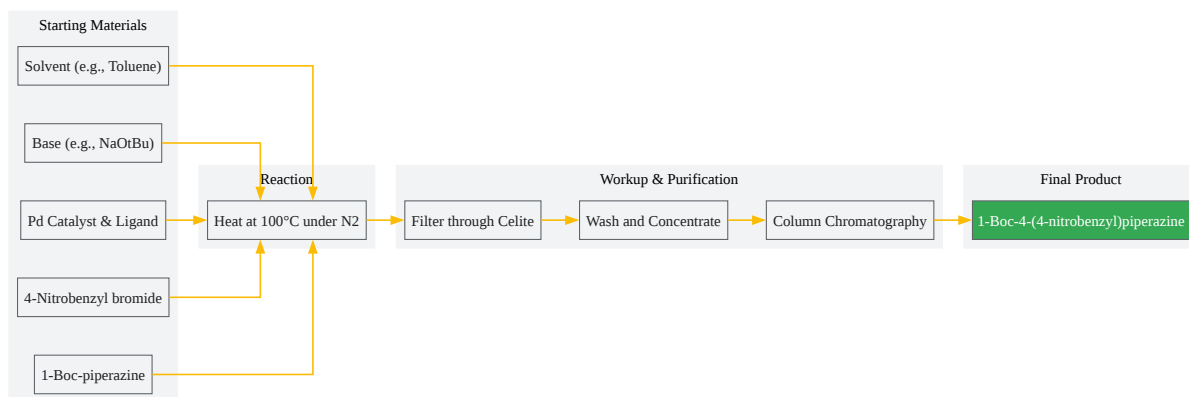 Starting Materials
Solvent (e.g., Toluene)
Base (e.g., NaOtBu)
Pd Catalyst & Ligand
4-Nitrobenzyl bromide
1-Boc-piperazine
Reaction
Heat at 100°C under N2
Workup & Purification
Filter through Celite
Wash and Concentrate
Column Chromatography
Final Product
1-Boc-4-(4-nitrobenzyl)piperazine